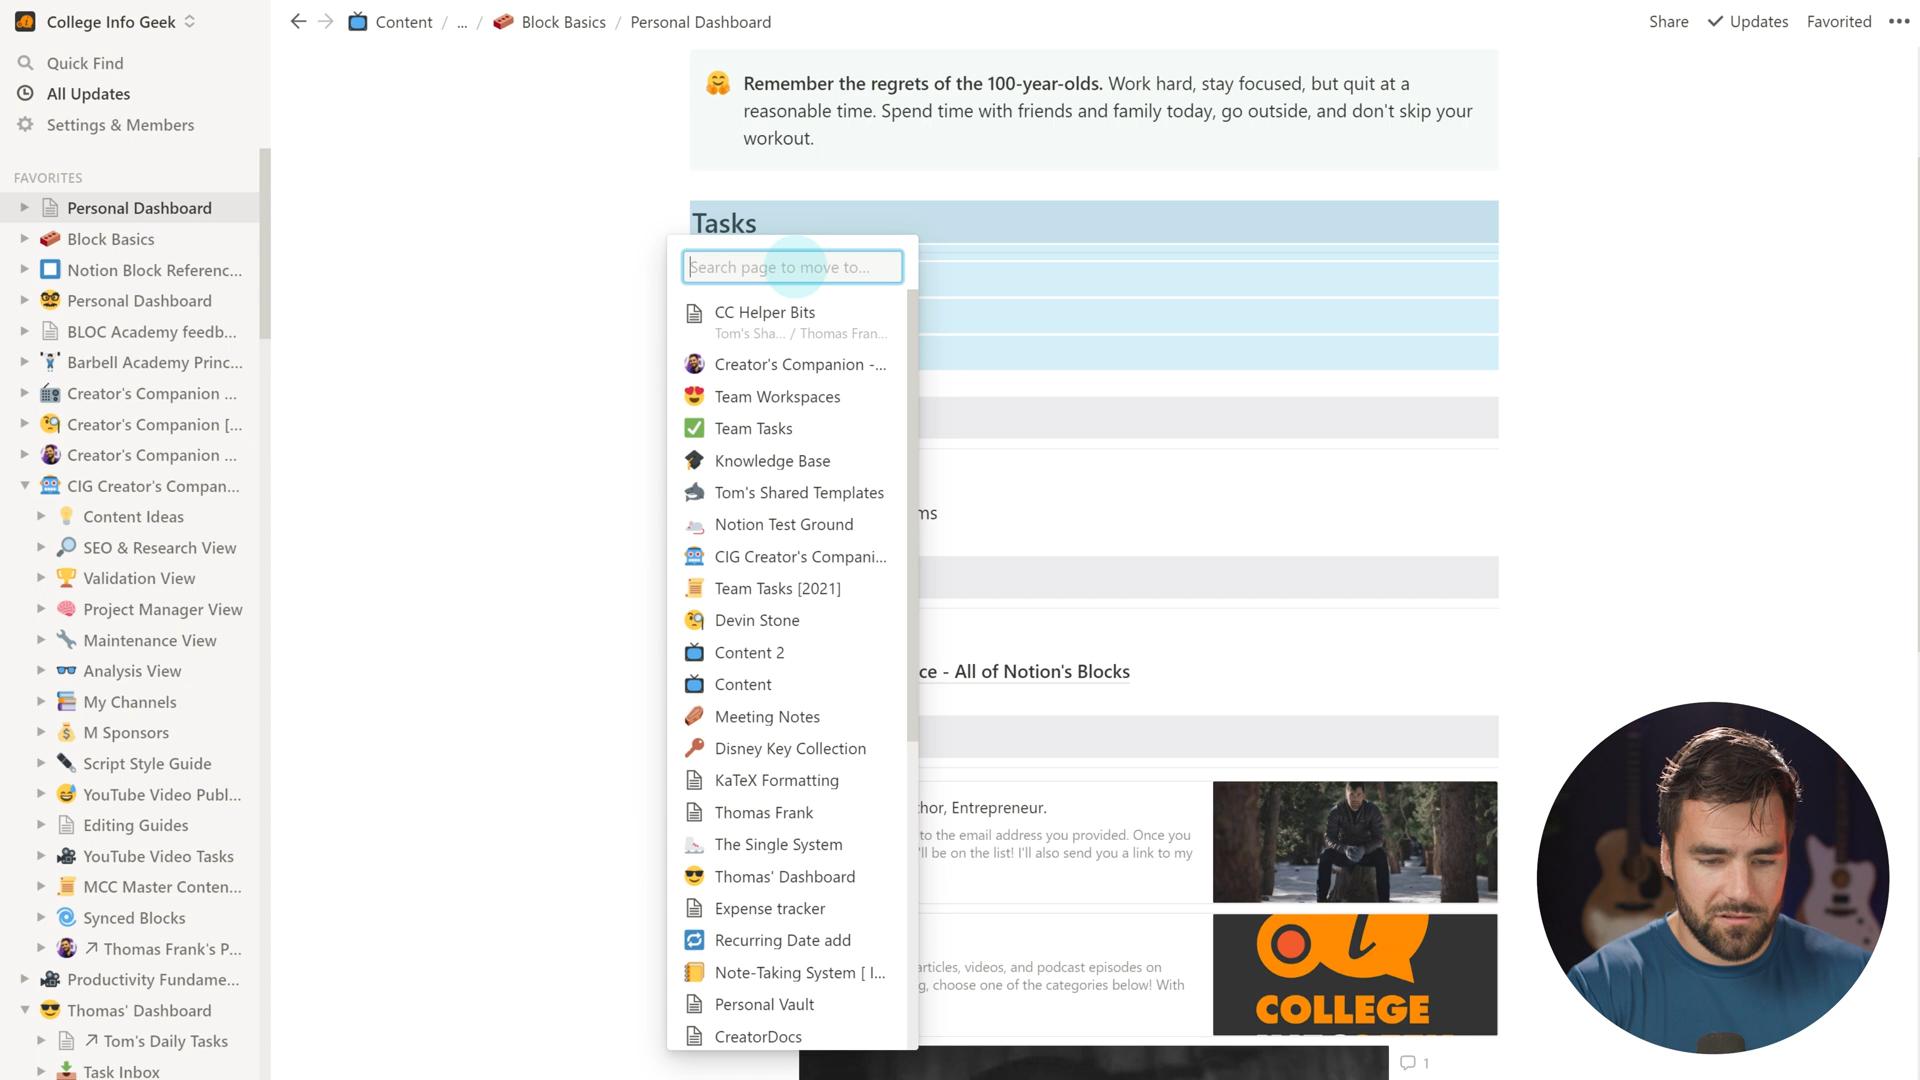 College Info Geek
Quick Find
All Updates
Settings & Members
FAVORITES
Personal Dashboard
Block Basics
Notion Block Referenc...
Personal Dashboard
BLOC Academy feedb...
Barbell Academy Princ...
Creator's Companion ...
Creator's Companion [...
Creator's Companion ...
CIG Creator's Compan...
Content Ideas
SEO & Research View
Validation View
Project Manager View
Maintenance View
Analysis View
My Channels
M Sponsors
Script Style Guide
YouTube Video Publ...
Editing Guides
YouTube Video Tasks
MCC Master Conten...
Synced Blocks
Thomas Frank's P...
Productivity Fundame...
Thomas' Dashboard
Tom's Daily Tasks
Task Inbox
Content / ... / Block Basics / Personal Dashboard
Share Updates Favorited
Remember the regrets of the 100-year-olds. Work hard, stay focused, but quit at a
reasonable time. Spend time with friends and family today, go outside, and don't skip your
workout.
Tasks
Search page to move to...
CC Helper Bits
Tom's Sha... / Thomas Fran...
Creator's Companion -...
Team Workspaces
Team Tasks
Knowledge Base
Tom's Shared Templates
Notion Test Ground
CIG Creator's Compani...
Team Tasks [2021]
Devin Stone
Content 2
Content
Meeting Notes
Disney Key Collection
KaTeX Formatting
Thomas Frank
The Single System
Thomas' Dashboard
Expense tracker
Recurring Date add
Note-Taking System [ I...
Personal Vault
CreatorDocs
ms
ce - All of Notion's Blocks
thor, Entrepreneur.
to the email address you provided. Once you
'll be on the list! I'll also send you a link to my
articles, videos, and podcast episodes on
g, choose one of the categories below! With
COLLEGE
1